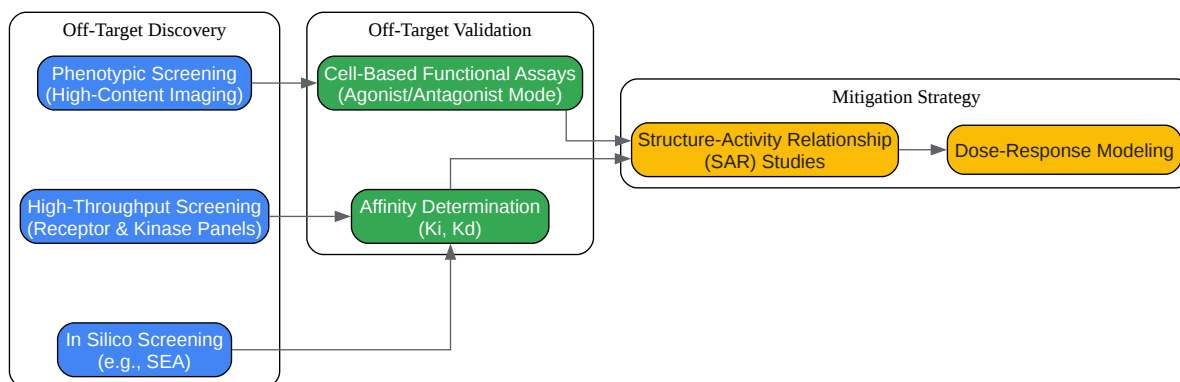 Off-Target Discovery
Phenotypic Screening
(High-Content Imaging)
High-Throughput Screening
(Receptor & Kinase Panels)
In Silico Screening
(e.g., SEA)
Off-Target Validation
Cell-Based Functional Assays
(Agonist/Antagonist Mode)
Affinity Determination
(Ki, Kd)
Mitigation Strategy
Structure-Activity Relationship
(SAR) Studies
Dose-Response Modeling